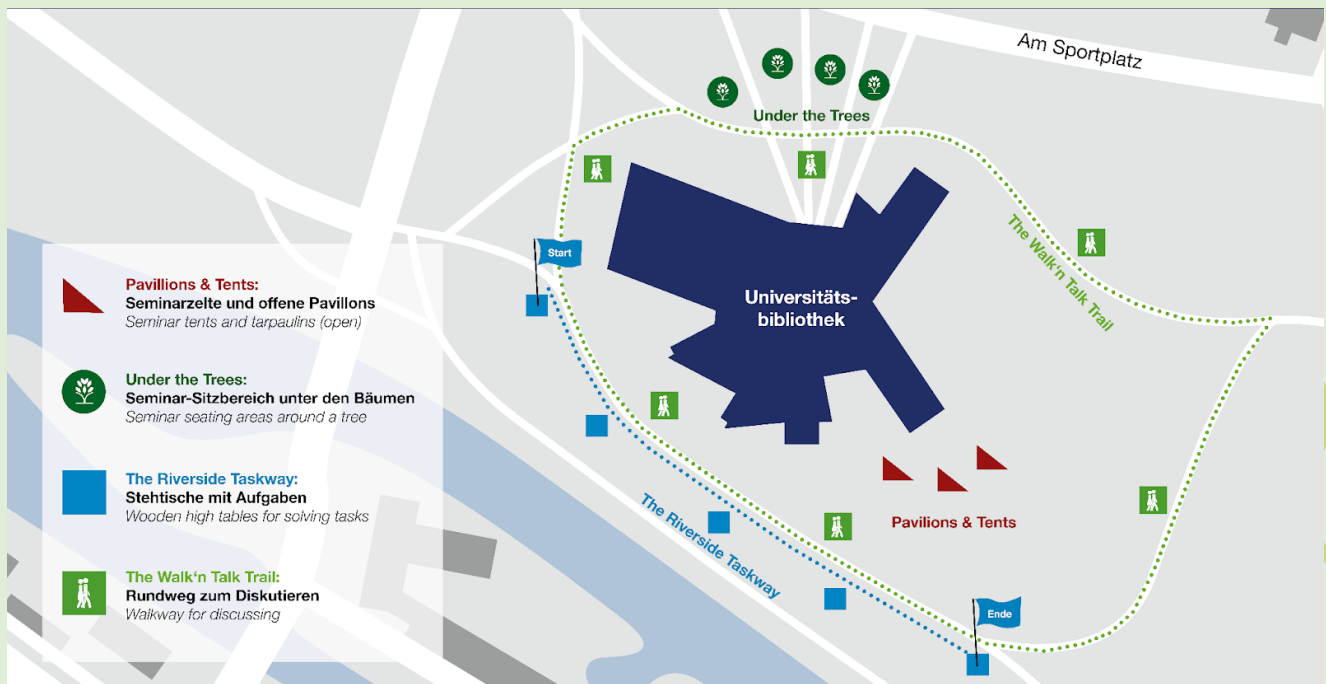 Am Sportplatz
Under the Trees
Start
The Walk‘n Talk Trail
Universitäts-
bibliothek
Pavillions & Tents:
Seminarzelte und offene Pavillons
Seminar tents and tarpaulins (open)
Under the Trees:
Seminar-Sitzbereich unter den Bäumen
Seminar seating areas around a tree
The Riverside Taskway:
Stehtische mit Aufgaben
Wooden high tables for solving tasks
The Walk‘n Talk Trail:
Rundweg zum Diskutieren
Walkway for discussing
The Riverside Taskway
Pavilions & Tents
Ende